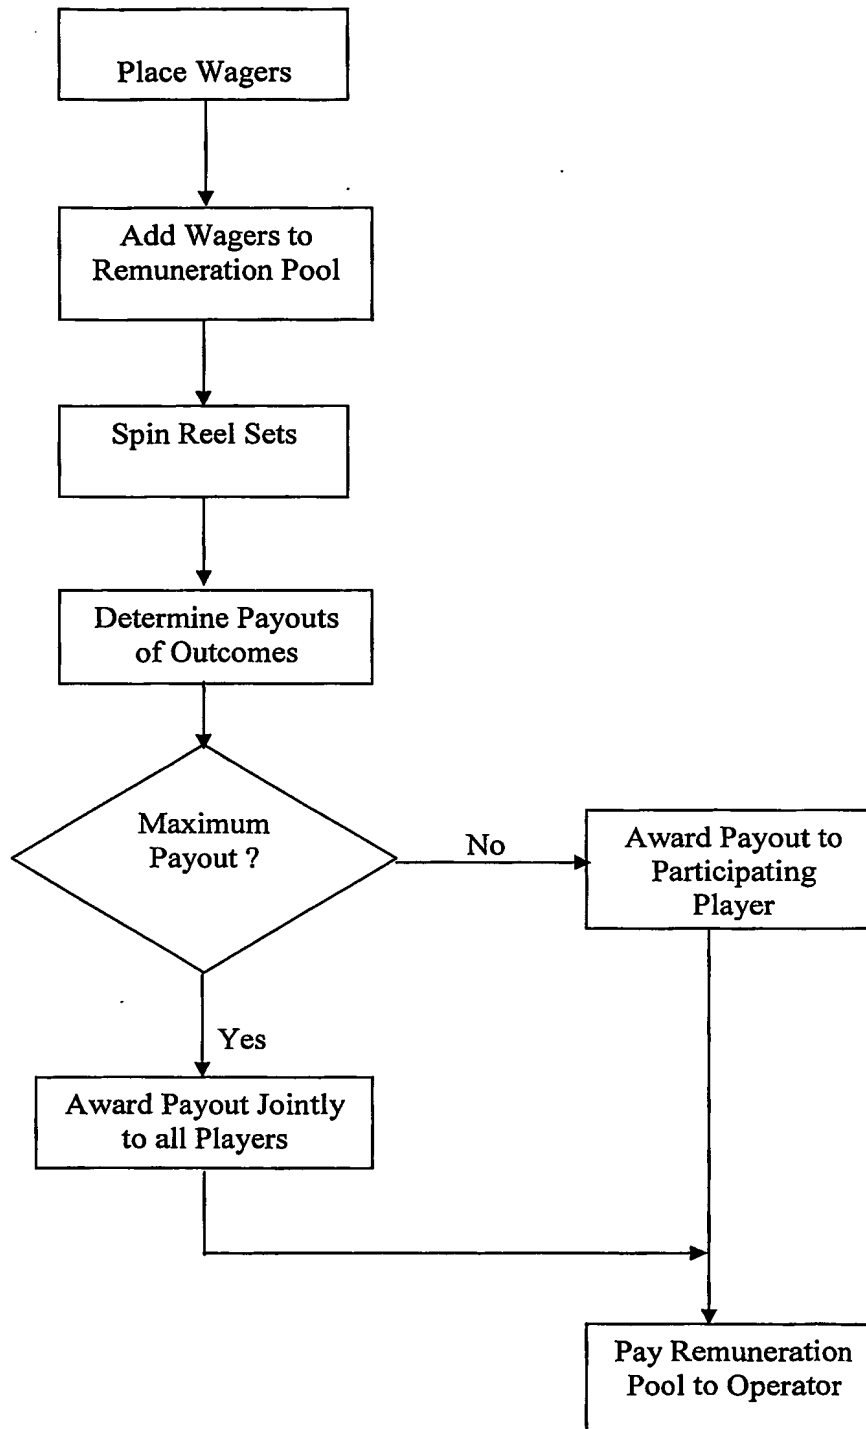 Place Wagers
Add Wagers to
Remuneration Pool
Spin Reel Sets
Determine Payouts
of Outcomes
Maximum
Payout ?
No
Award Payout to
Participating
Player
Yes
Award Payout Jointly
to all Players
Pay Remuneration
Pool to Operator